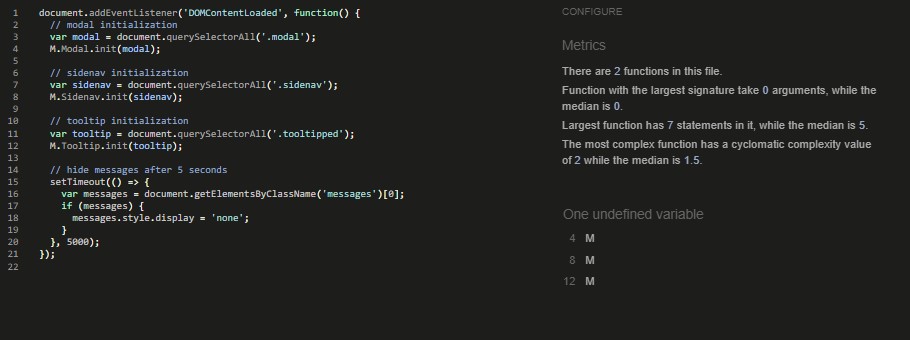 1 document.addEventListener('DOMContentLoaded', function() {
2 // modal initialization
3 var modal = document.querySelectorAll('.modal');
4 M.Modal.init(modal);
5
6 // sidenav initialization
7 var sidenav = document.querySelectorAll('.sidenav');
8 M.Sidenav.init(sidenav);
9
10 // tooltip initialization
11 var tooltip = document.querySelectorAll('.tooltipped');
12 M.Tooltip.init(tooltip);
13
14 // hide messages after 5 seconds
15 setTimeout(() => {
16 var messages = document.getElementsByClassName('messages')[0];
17 if (messages) {
18 messages.style.display = 'none';
19 }
20 }, 5000);
21 });
22
CONFIGURE
Metrics
There are 2 functions in this file.
Function with the largest signature take 0 arguments, while the
median is 0.
Largest function has 7 statements in it, while the median is 5.
The most complex function has a cyclomatic complexity value
of 2 while the median is 1.5.
One undefined variable
4 M
8 M
12 M